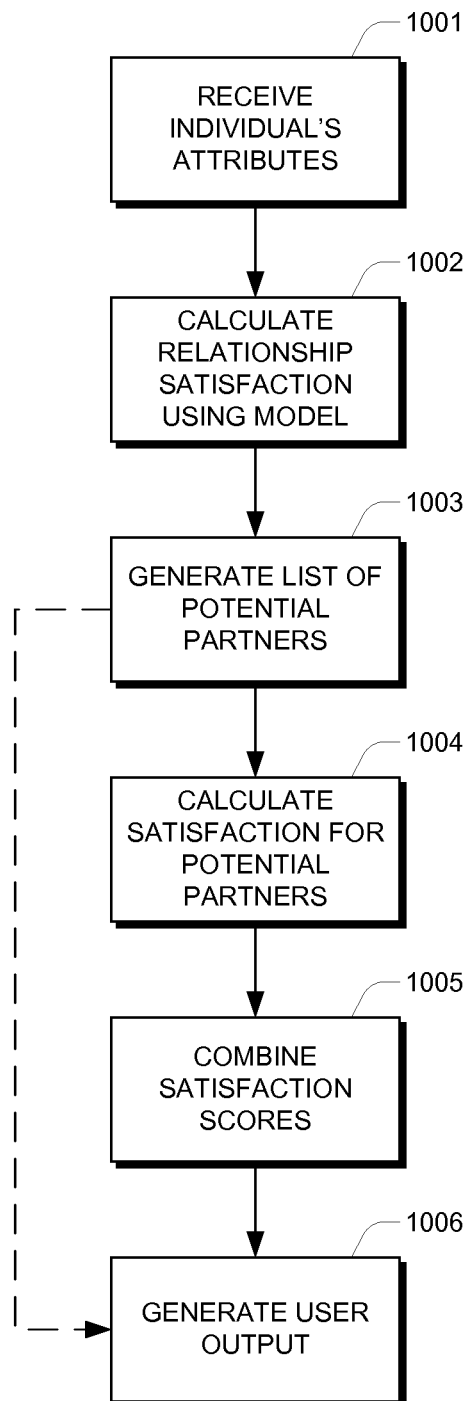 1001
RECEIVE
INDIVIDUAL'S
ATTRIBUTES
1002
CALCULATE
RELATIONSHIP
SATISFACTION
USING MODEL
1003
GENERATE LIST OF
POTENTIAL
PARTNERS
1004
CALCULATE
SATISFACTION FOR
POTENTIAL
PARTNERS
1005
COMBINE
SATISFACTION
SCORES
1006
GENERATE USER
OUTPUT